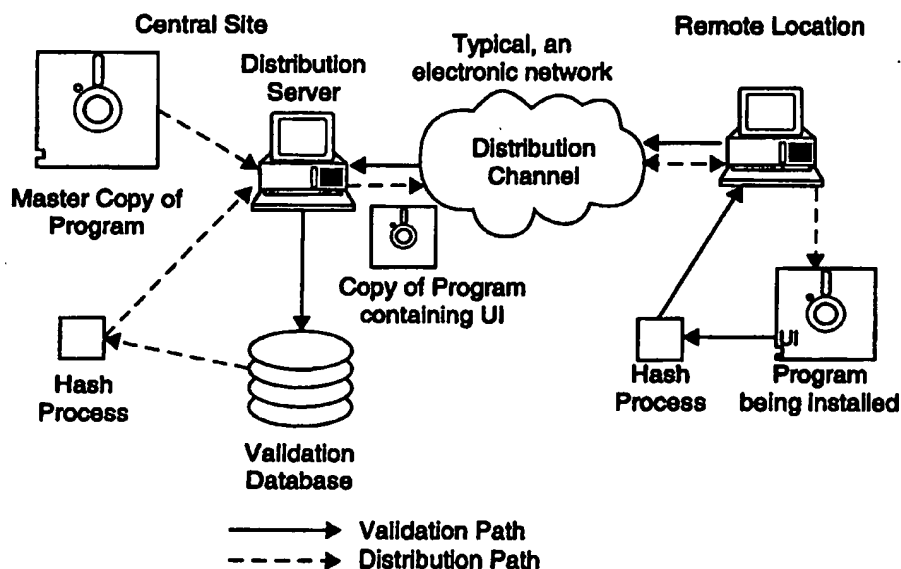 Central Site
Typical, an
electronic network
Remote Location
Distribution
Server
Distribution
Channel
Master Copy of
Program
Copy of Program
containing UI
UI
Hash
Process
Validation
Database
Hash
Process
Program
being installed
Validation Path
Distribution Path